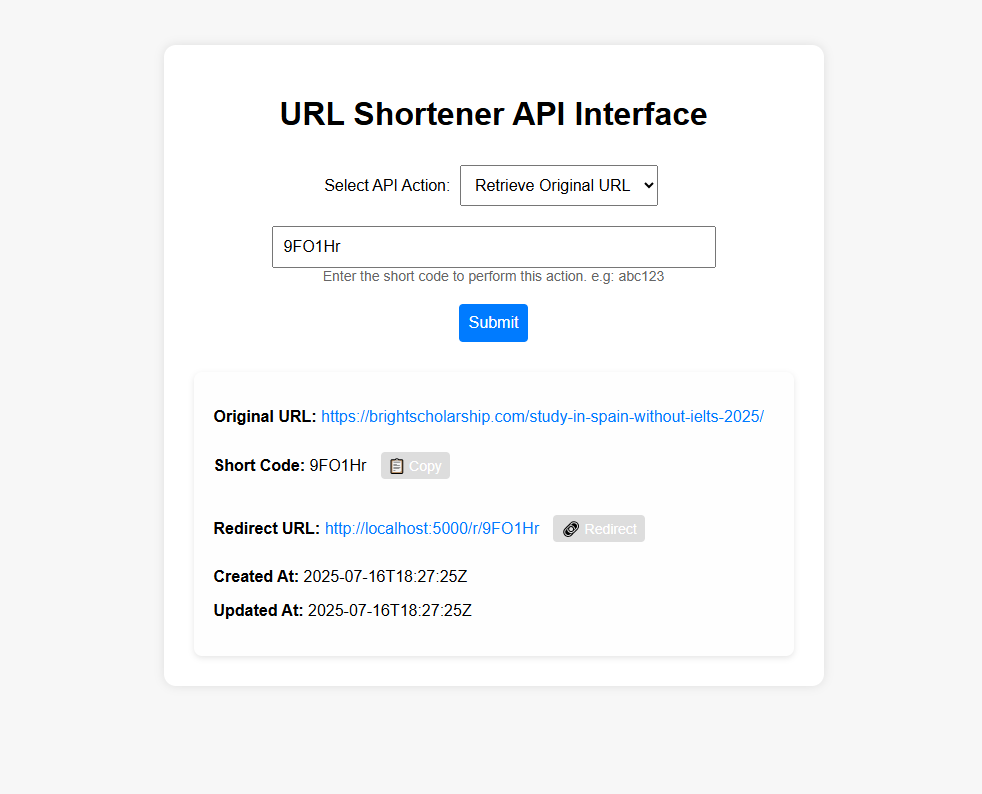 URL Shortener API Interface
Select API Action: Retrieve Original URL
9FO1Hr
Enter the short code to perform this action. e.g: abc123
Submit
Original URL: https://brightscholarship.com/study-in-spain-without-ielts-2025/
Short Code: 9FO1Hr Copy
Redirect URL: http://localhost:5000/r/9FO1Hr Redirect
Created At: 2025-07-16T18:27:25Z
Updated At: 2025-07-16T18:27:25Z